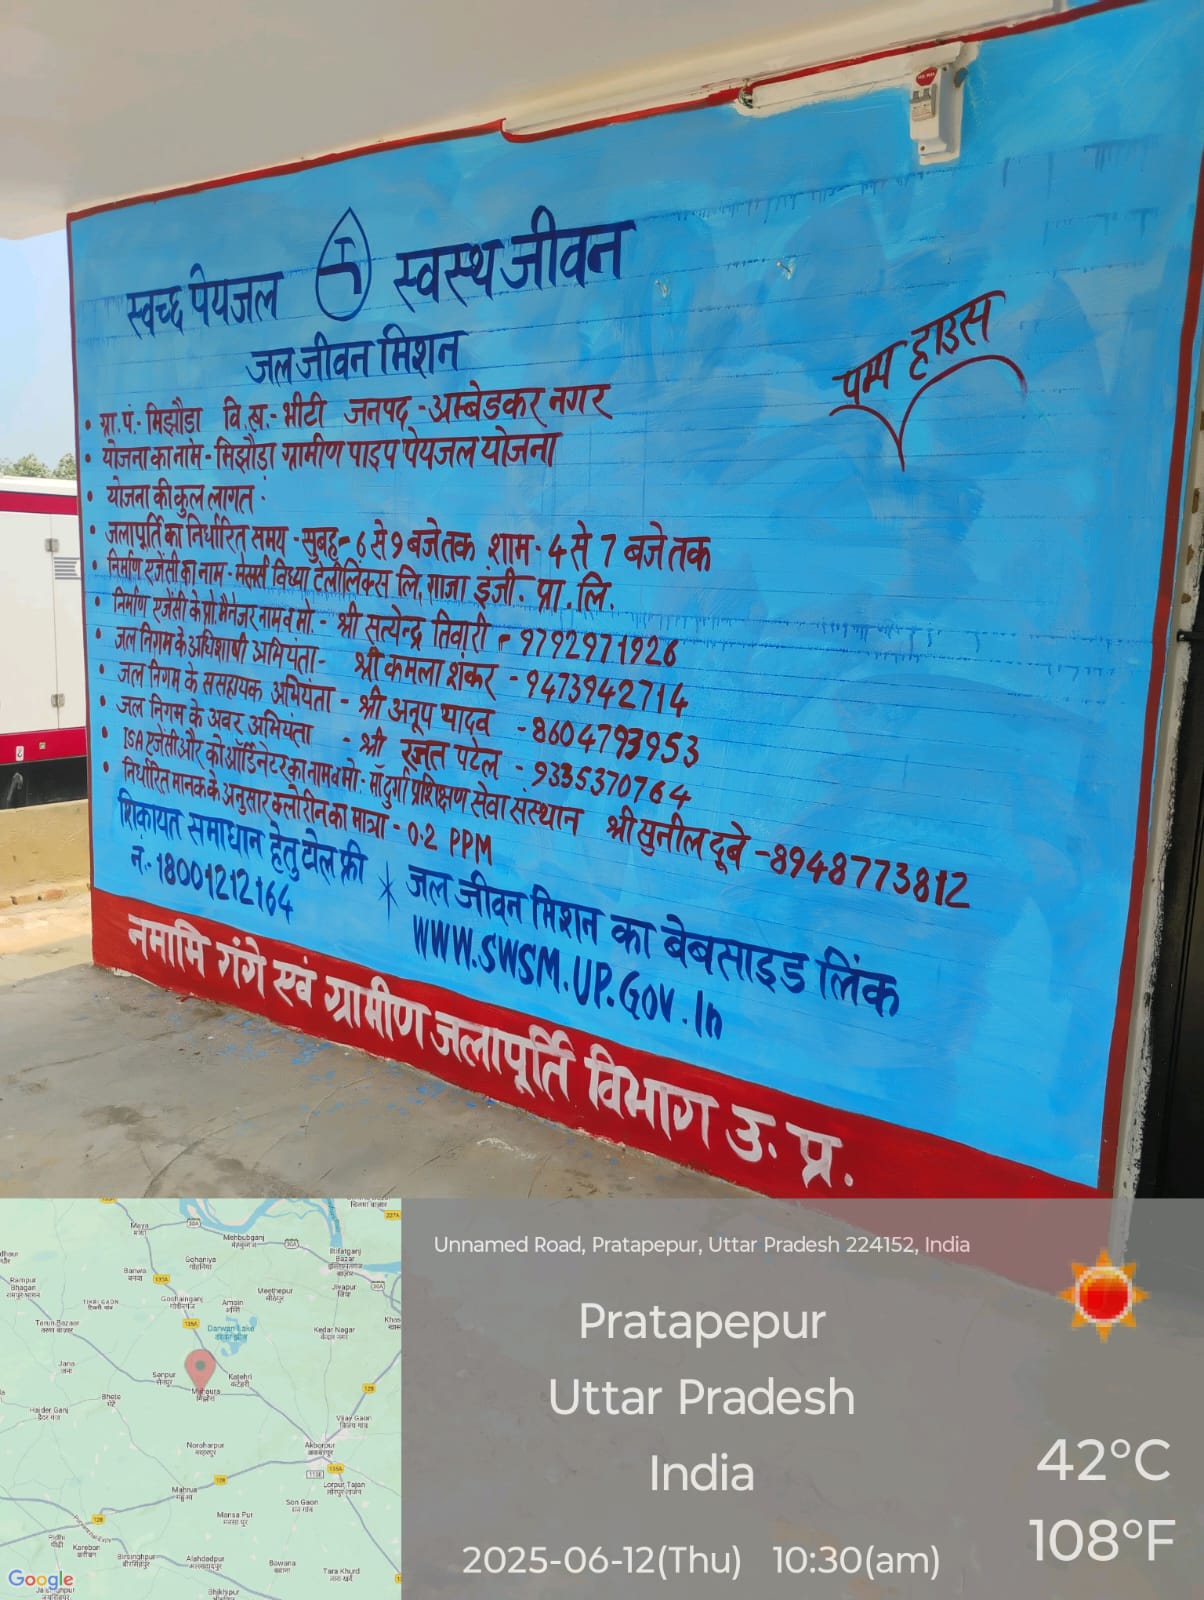 स्वच्छ पेयजल स्वस्थ जीवन
जल जीवन मिशन
पम्प हाउस
• ग्रा.पं.- मिझौडा वि.ख.- भीटी जनपद - अम्बेडकर नगर
• योजना का नाम - मिझौडा ग्रामीण पाइप पेयजल योजना
• योजना की कुल लागत :
• जलापूर्ति का निर्धारित समय - सुबह - 6 से 9 बजे तक शाम - 4 से 7 बजे तक
• निर्माण एजेंसी का नाम - मेसर्स विध्या टेलीलिंक्स लि. गाजा इंजी. प्रा. लि.
• निर्माण एजेंसी के प्रो. मैनेजर नाम व मो. - श्री सत्येन्द्र तिवारी - 9792971926
• जल निगम के अधिशाषी अभियंता - श्री कमला शंकर - 9473942714
• जल निगम के ससहायक अभियंता - श्री अनूप यादव - 8604793953
• जल निगम के अवर अभियंता - श्री रजत पटेल - 9335370764
• ISA एजेंसी और को ऑर्डिनेटर का नाम व मो: माँ दुर्गा प्रशिक्षण सेवा संस्थान श्री सुनील दूबे - 8948773812
• निर्धारित मानक के अनुसार क्लोरीन का मात्रा - 0.2 PPM
शिकायत समाधान हेतु टोल फ्री
नं.- 18001212164
जल जीवन मिशन का बेबसाइड लिंक
WWW.SWSM.UP.Gov.In
नमामि गंगे एवं ग्रामीण जलापूर्ति विभाग उ. प्र.
Unnamed Road, Pratapepur, Uttar Pradesh 224152, India
Pratapepur
Uttar Pradesh
India
42°C
108°F
2025-06-12(Thu) 10:30(am)
Google